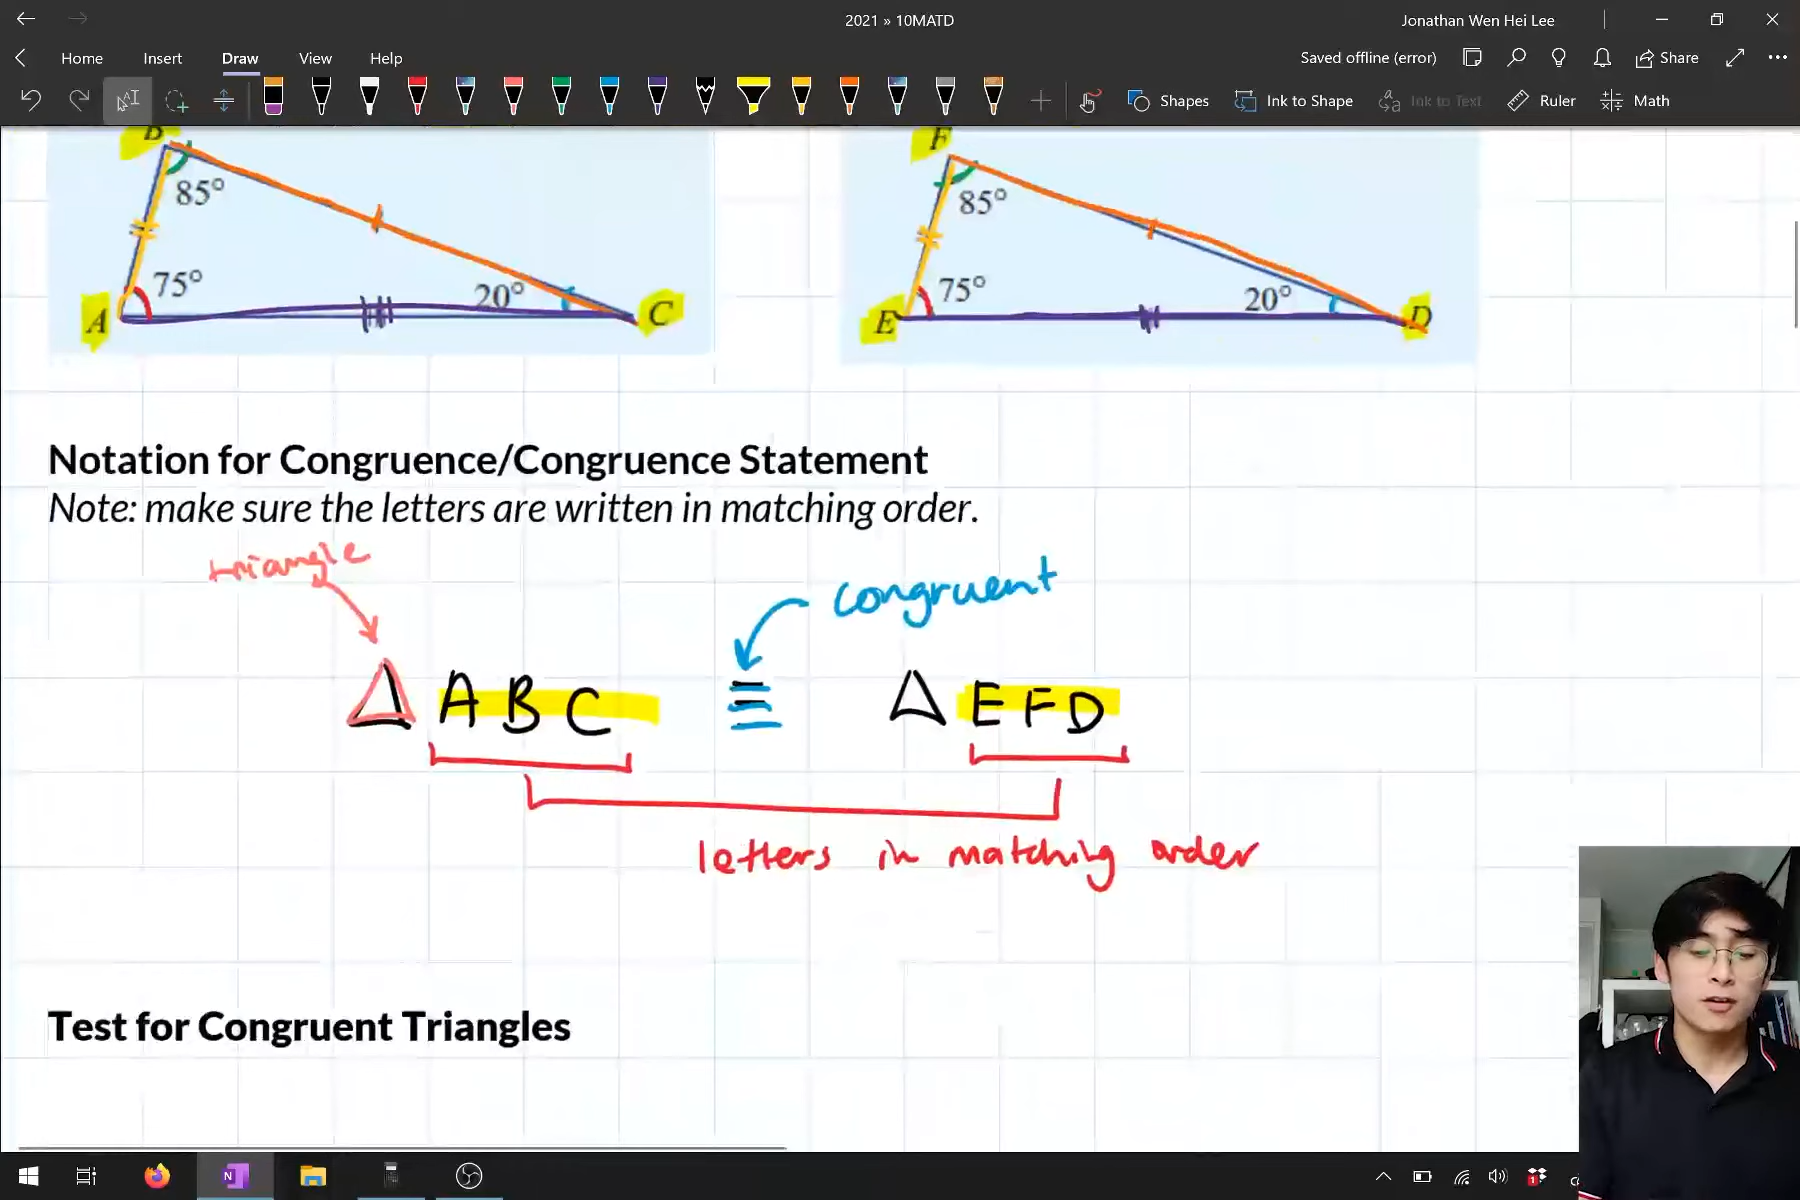 2021 » 10MATD
Jonathan Wen Hei Lee
Home Insert Draw View Help
Saved offline (error)
Share
Shapes
Ink to Shape
Ink to Text
Ruler
Math
B
85°
75°
20°
A
C
F
85°
75°
20°
E
D
Notation for Congruence/Congruence Statement
Note: make sure the letters are written in matching order.
triangle
congruent
△ ABC ≡ △ EFD
letters in matching order
Test for Congruent Triangles